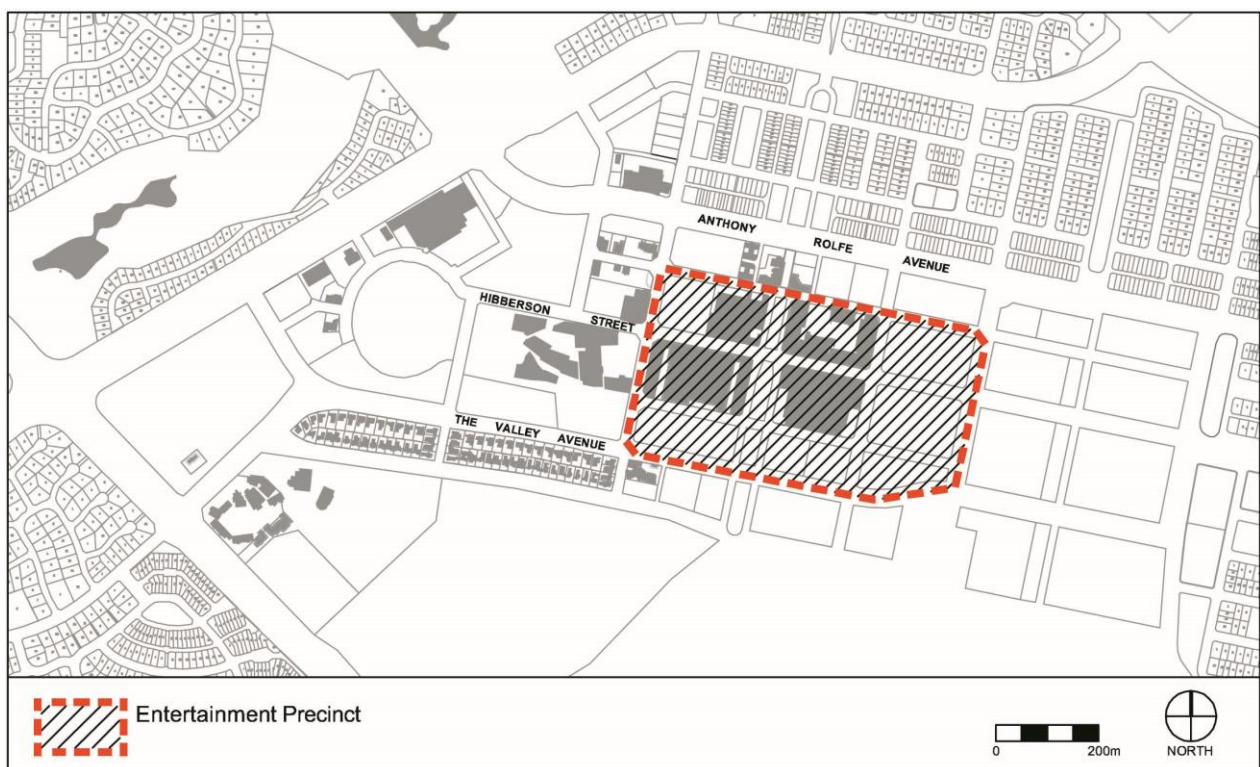 ANTHONY ROLFE AVENUE
HIBBERSON STREET
THE VALLEY AVENUE
Entertainment Precinct
0 200m
NORTH